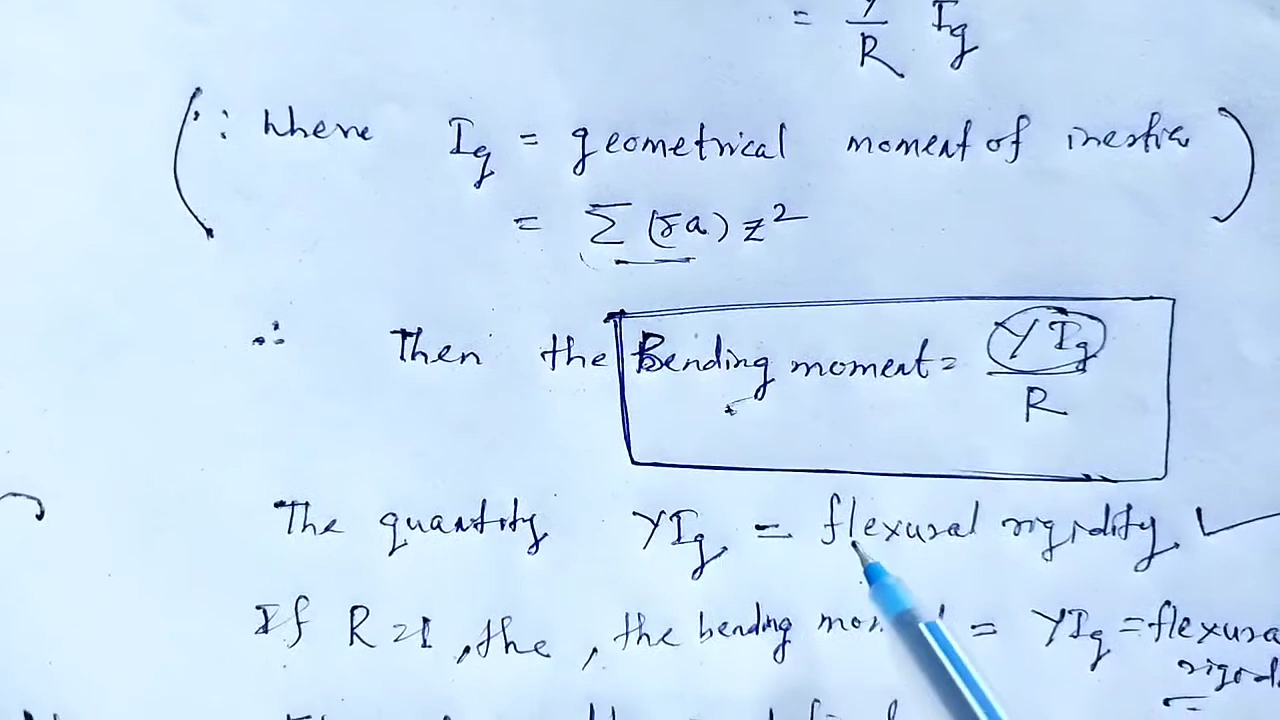 = Y/R Ig
(∵ Where Ig = geometrical moment of inertia)
= Σ (δa) z²
∴ Then the Bending moment = YIg/R
The quantity YIg = flexural rigidity ✓
If R=1, the, the bending mo = YIg = flexura
rigid